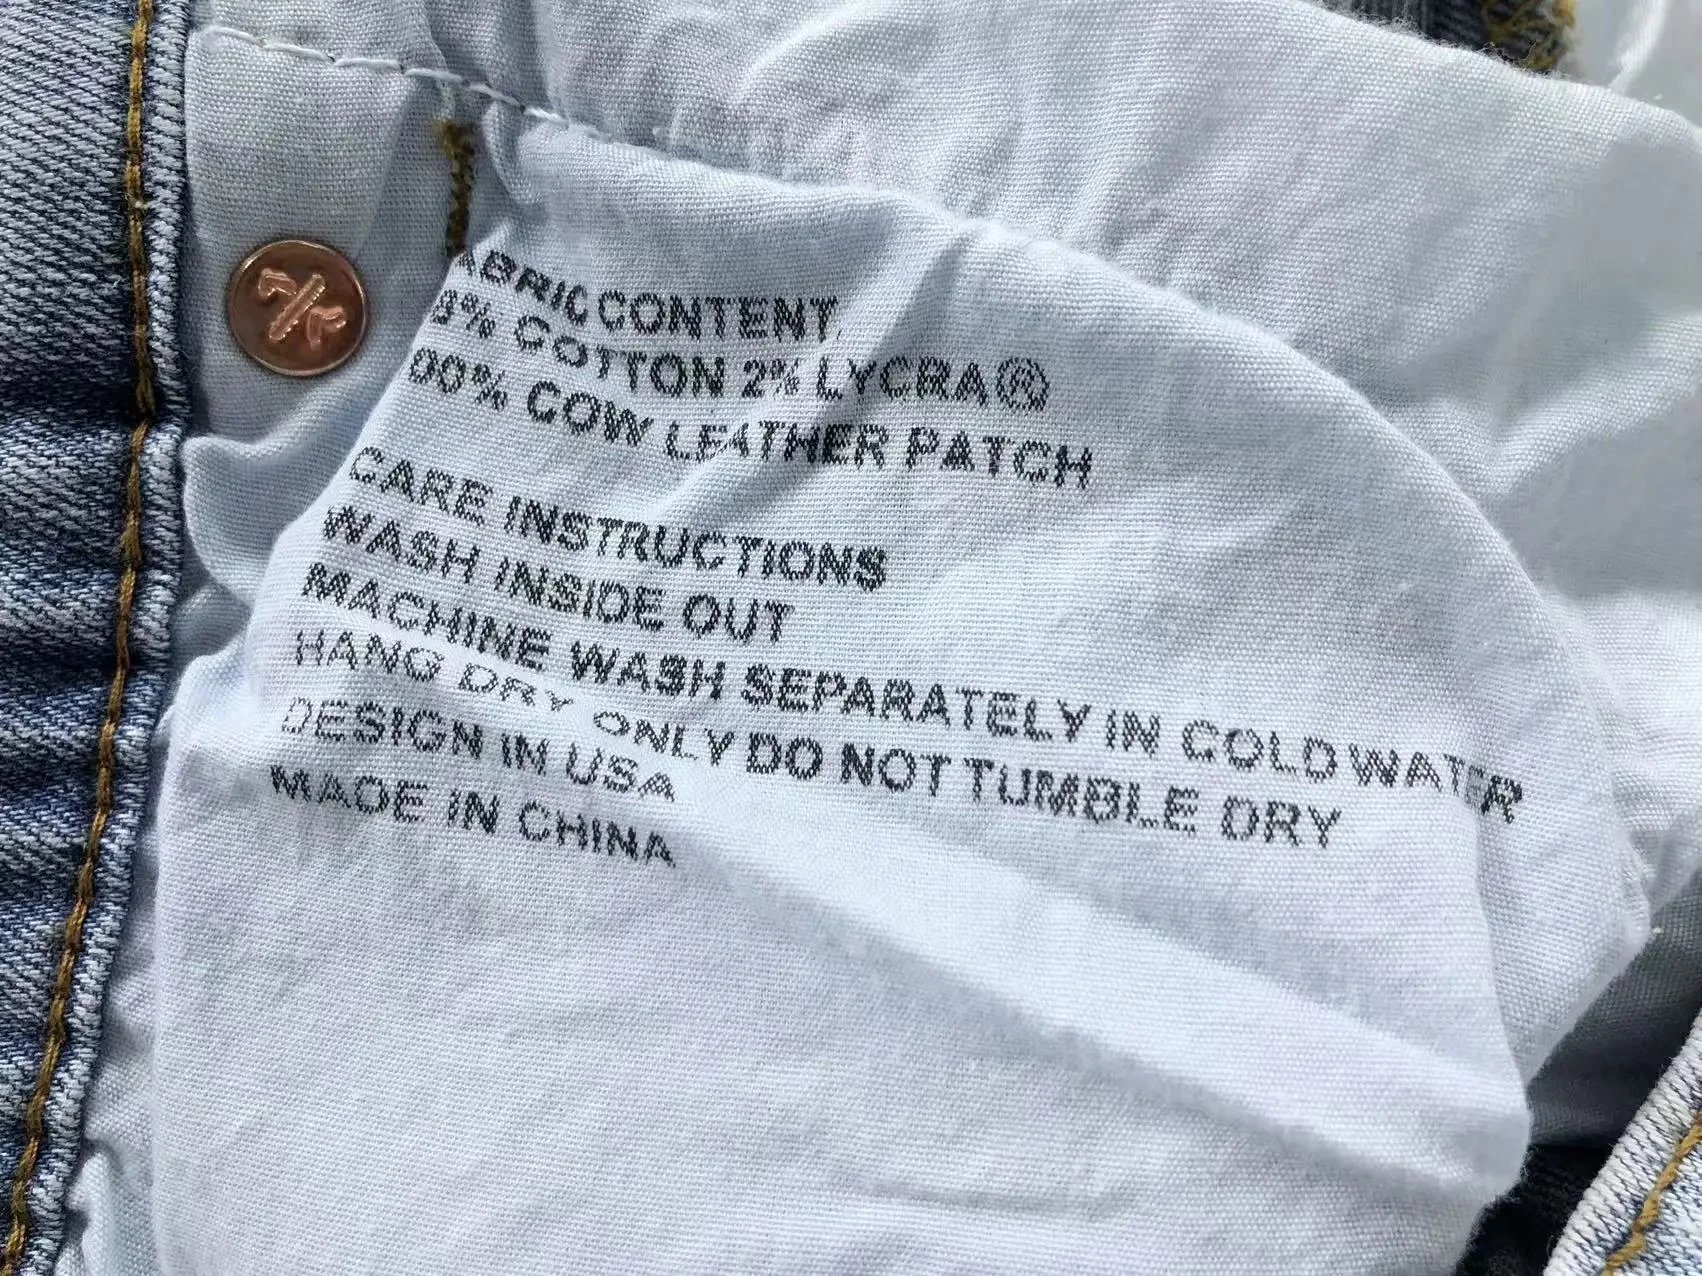 ABRIC CONTENT
8% COTTON 2% LYCRA®
00% COW LEATHER PATCH
CARE INSTRUCTIONS
WASH INSIDE OUT
MACHINE WASH SEPARATELY IN COLD WATER
HANG DRY ONLY DO NOT TUMBLE DRY
DESIGN IN USA
MADE IN CHINA